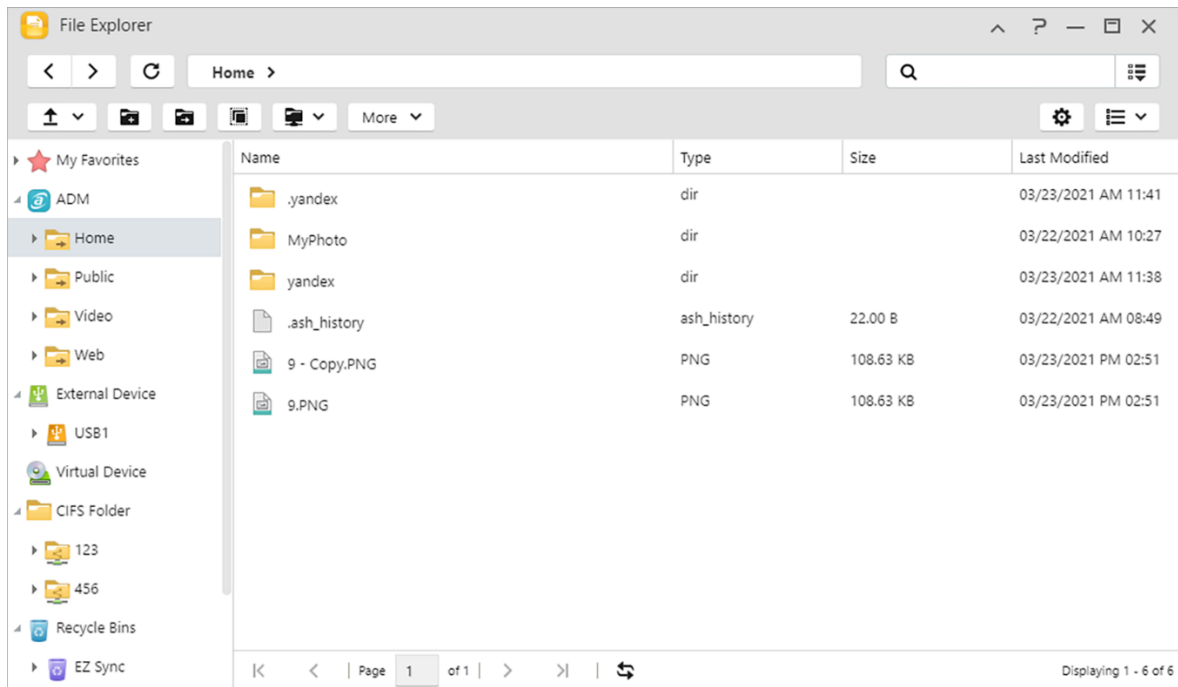 File Explorer
Home >
More
My Favorites
ADM
Home
Public
Video
Web
External Device
USB1
Virtual Device
CIFS Folder
123
456
Recycle Bins
EZ Sync
Name Type Size Last Modified
.yandex dir 03/23/2021 AM 11:41
MyPhoto dir 03/22/2021 AM 10:27
yandex dir 03/23/2021 AM 11:38
.ash_history ash_history 22.00 B 03/22/2021 AM 08:49
9 - Copy.PNG PNG 108.63 KB 03/23/2021 PM 02:51
9.PNG PNG 108.63 KB 03/23/2021 PM 02:51
Page 1 of 1 Displaying 1 - 6 of 6